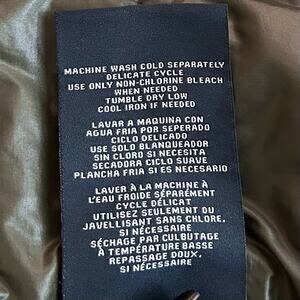 MACHINE WASH COLD SEPARATELY
DELICATE CYCLE
USE ONLY NON-CHLORINE BLEACH
WHEN NEEDED
TUMBLE DRY LOW
COOL IRON IF NEEDED
LAVAR A MAQUINA CON
AGUA FRIA POR SEPERADO
CICLO DELICADO
USE SOLO BLANQUEADOR
SIN CLORO SI NECESITA
SECADORA CICLO SUAVE
PLANCHA FRIA SI ES NECESARIO
LAVER À LA MACHINE À
L'EAU FROIDE SÉPARÉMENT
CYCLE DÉLICAT
UTILISEZ SEULEMENT DU
JAVELLISANT SANS CHLORE,
SI NÉCESSAIRE
SÉCHAGE PAR CULBUTAGE
À TEMPÉRATURE BASSE
REPASSAGE DOUX,
SI NÉCESSAIRE